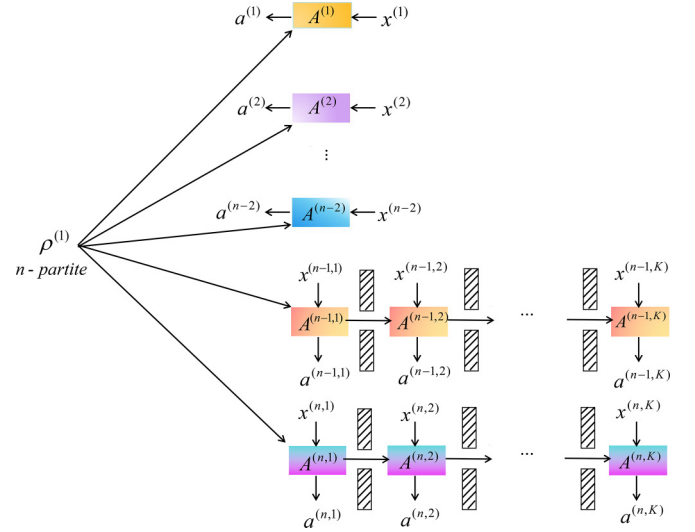 a^(1) A^(1) x^(1)
a^(2) A^(2) x^(2)
⋮
a^(n-2) A^(n-2) x^(n-2)
ρ^(1)
n - partite
x^(n-1,1) x^(n-1,2) x^(n-1,K)
A^(n-1,1) A^(n-1,2) ... A^(n-1,K)
a^(n-1,1) a^(n-1,2) a^(n-1,K)
x^(n,1) x^(n,2) x^(n,K)
A^(n,1) A^(n,2) ... A^(n,K)
a^(n,1) a^(n,2) a^(n,K)